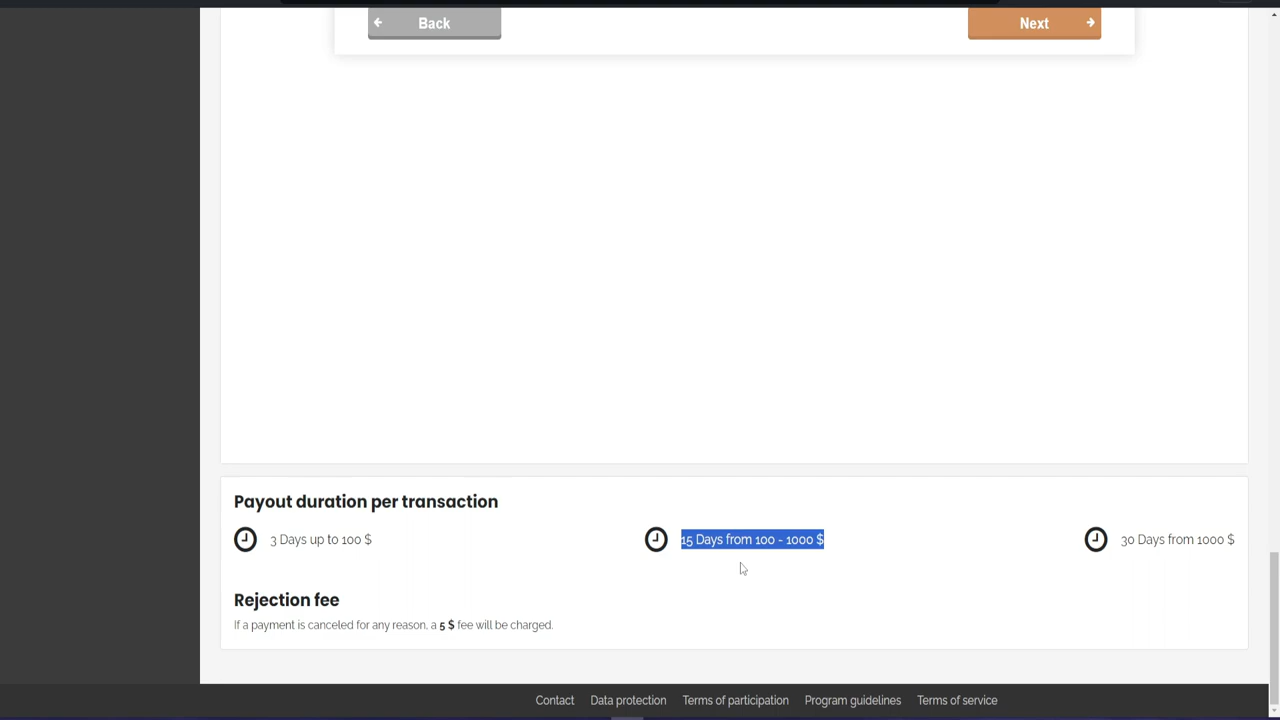 Back
Next
Payout duration per transaction
3 Days up to 100 $
15 Days from 100 - 1000 $
30 Days from 1000 $
Rejection fee
If a payment is canceled for any reason, a 5 $ fee will be charged.
Contact
Data protection
Terms of participation
Program guidelines
Terms of service